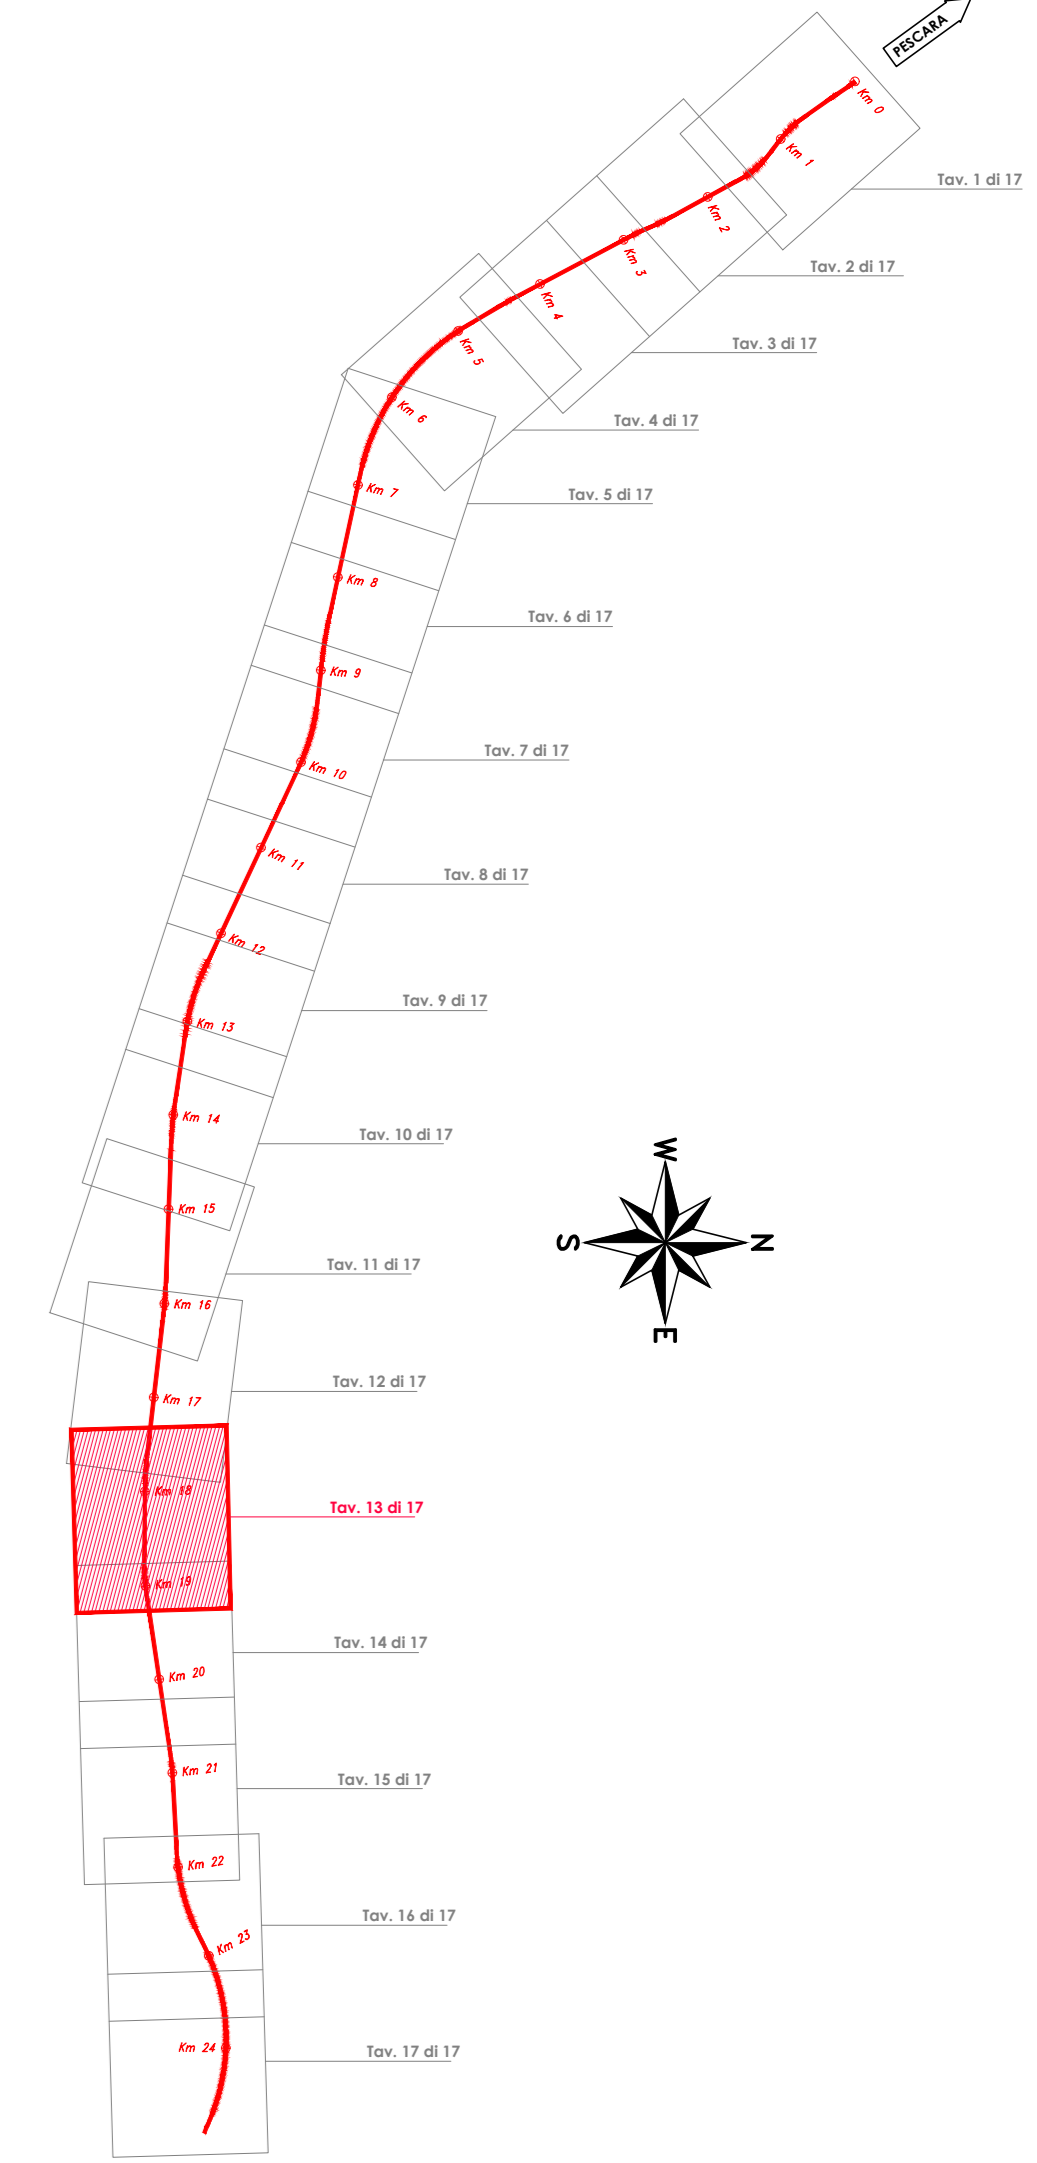 PESCARA
Km 0
Km 1
Tav. 1 di 17
Km 2
Km 3
Tav. 2 di 17
Km 4
Km 5
Tav. 3 di 17
Km 6
Tav. 4 di 17
Km 7
Tav. 5 di 17
Km 8
Tav. 6 di 17
Km 9
Tav. 7 di 17
Km 10
Km 11
Tav. 8 di 17
Km 12
Tav. 9 di 17
Km 13
Km 14
Tav. 10 di 17
W
Km 15
S
N
Tav. 11 di 17
Km 16
E
Tav. 12 di 17
Km 17
Km 18
Tav. 13 di 17
Km 19
Tav. 14 di 17
Km 20
Km 21
Tav. 15 di 17
Km 22
Tav. 16 di 17
Km 23
Km 24
Tav. 17 di 17